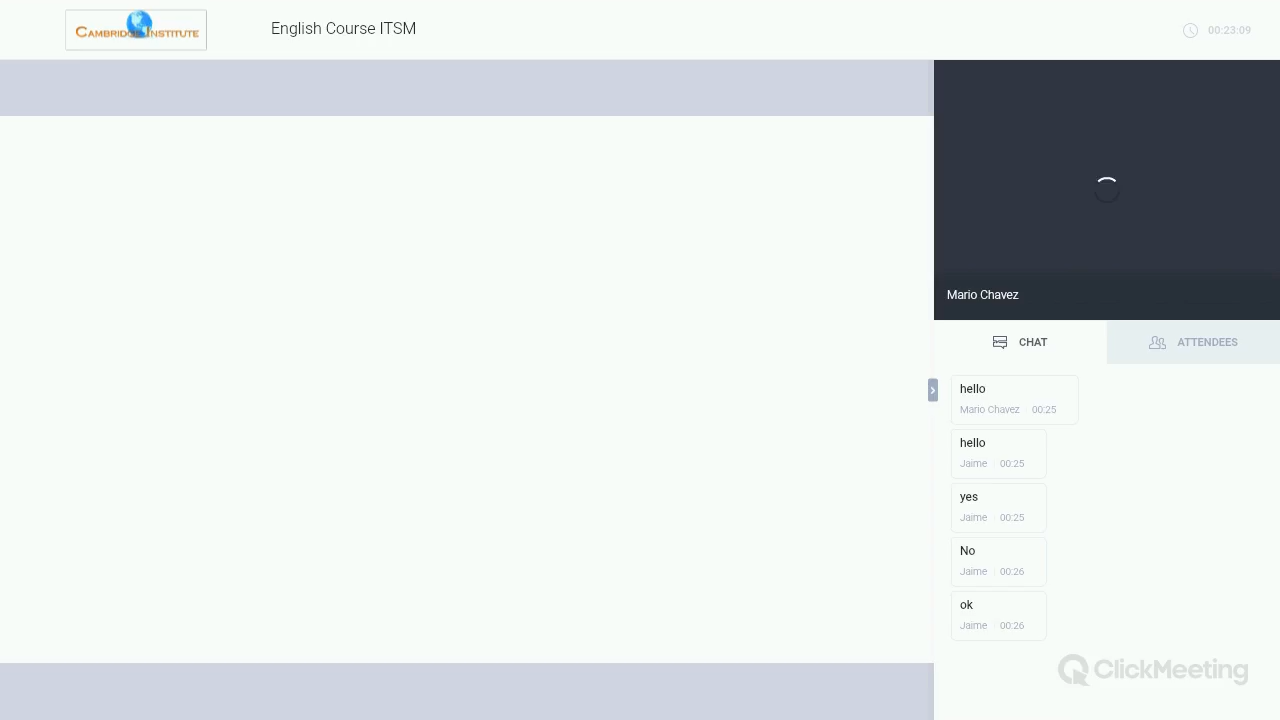 CAMBRIDGE INSTITUTE
English Course ITSM
00:23:09
Mario Chavez
CHAT
ATTENDEES
hello
Mario Chavez 00:25
hello
Jaime 00:25
yes
Jaime 00:25
No
Jaime 00:26
ok
Jaime 00:26
ClickMeeting